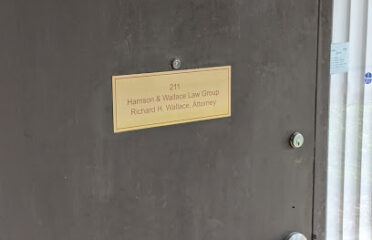 211
Harrison & Wallace Law Group
Richard H. Wallace, Attorney